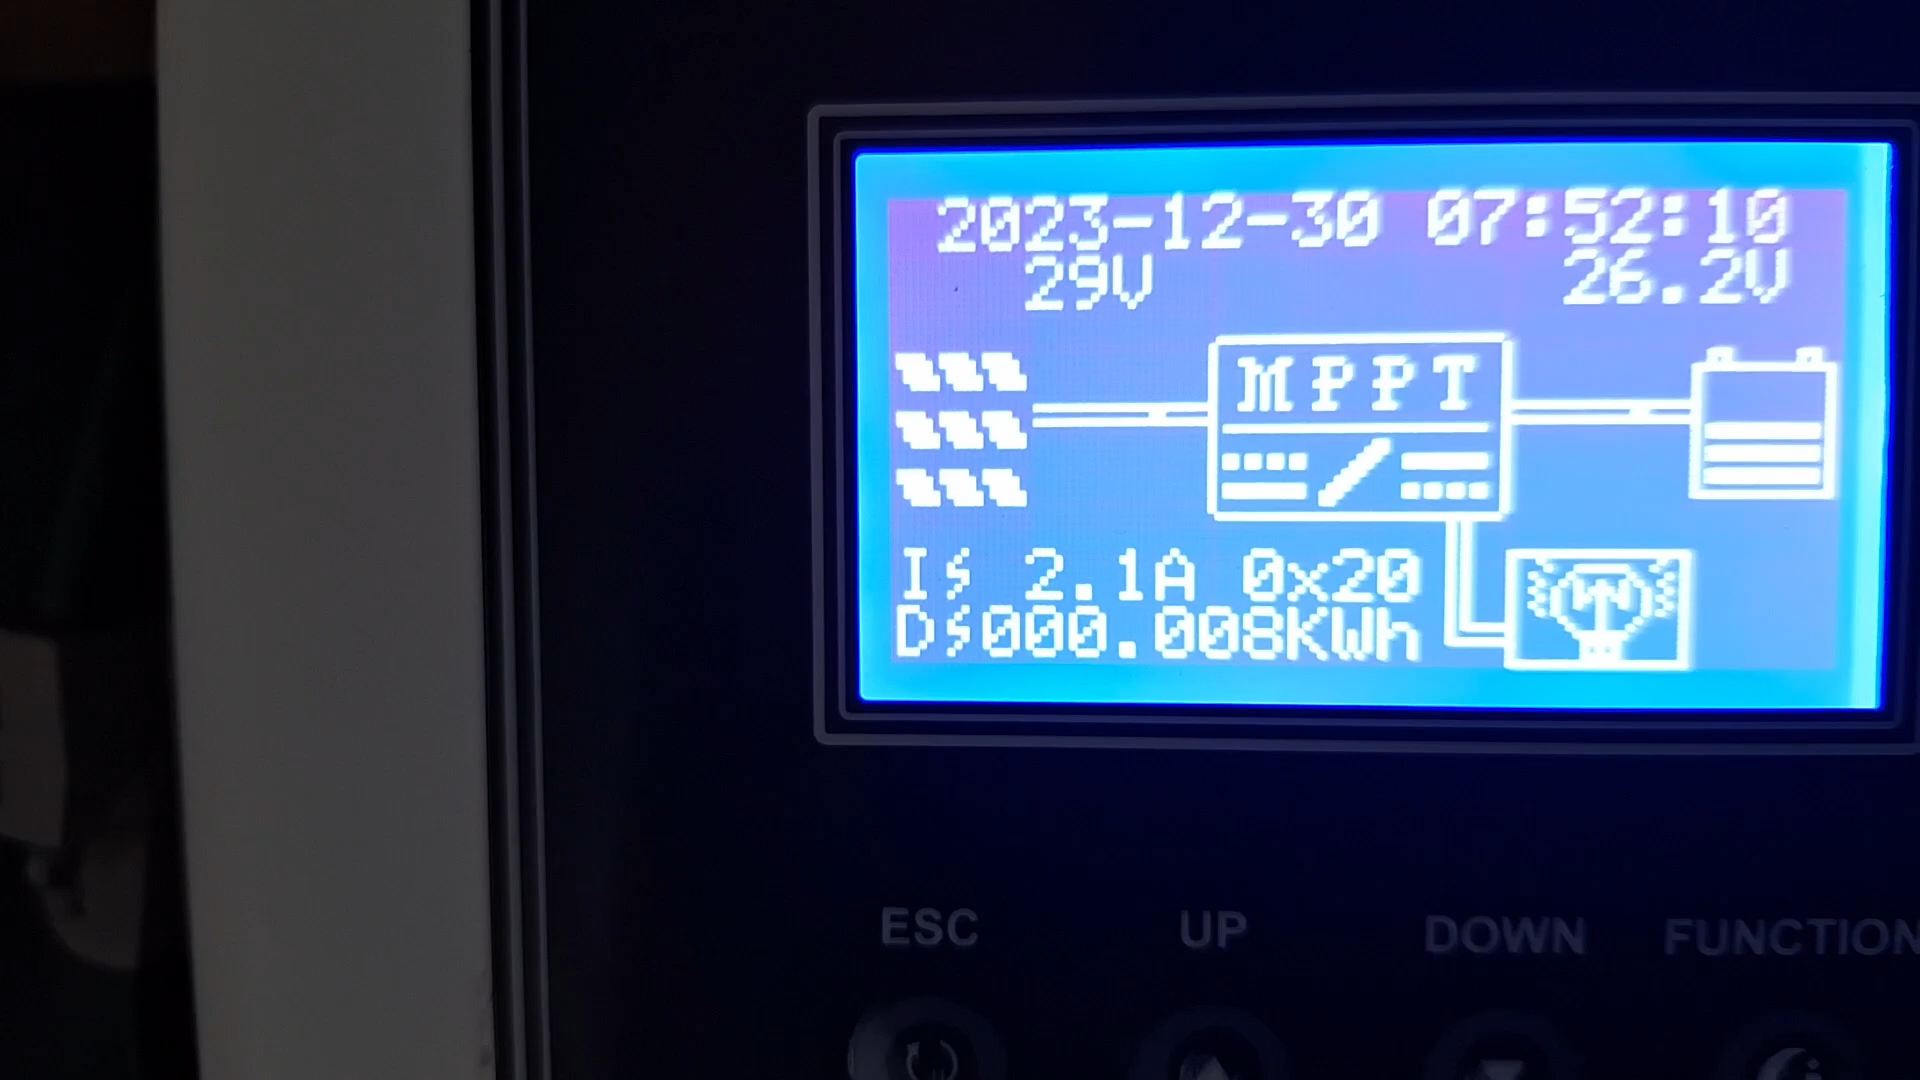 2023-12-30 07:52:10
29V 26.2V
MPPT
I 2.1A 0x20
D 000.008KWh
ESC UP DOWN FUNCTION